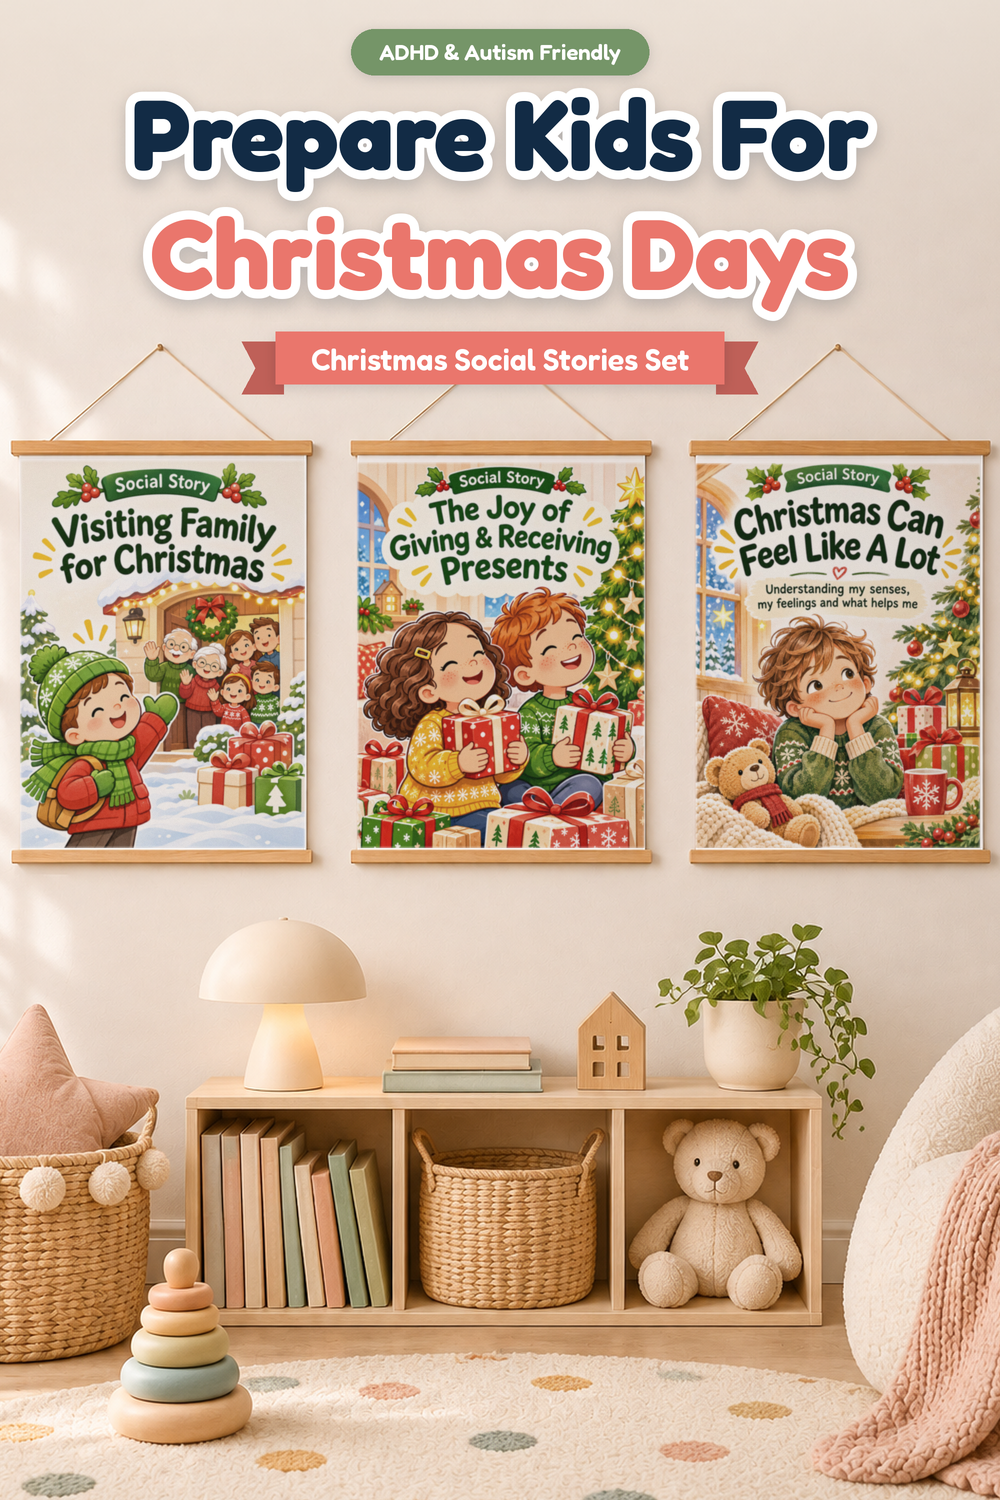 ADHD & Autism Friendly
Prepare Kids For
Christmas Days
Christmas Social Stories Set
Social Story
Visiting Family
for Christmas
Social Story
The Joy of
Giving & Receiving
Presents
Social Story
Christmas Can
Feel Like A Lot
Understanding my senses,
my feelings and what helps me